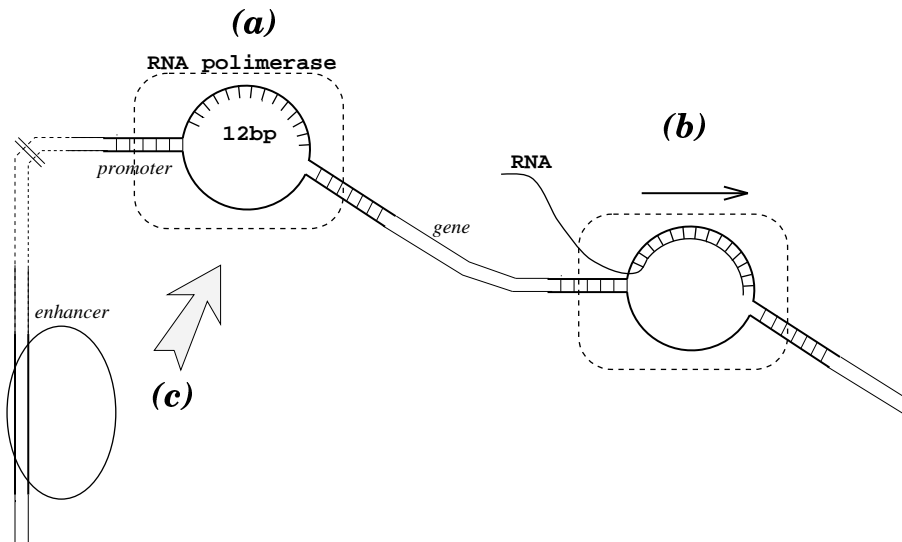 (a)
RNA polimerase
12bp
promoter
(b)
RNA
gene
enhancer
(c)